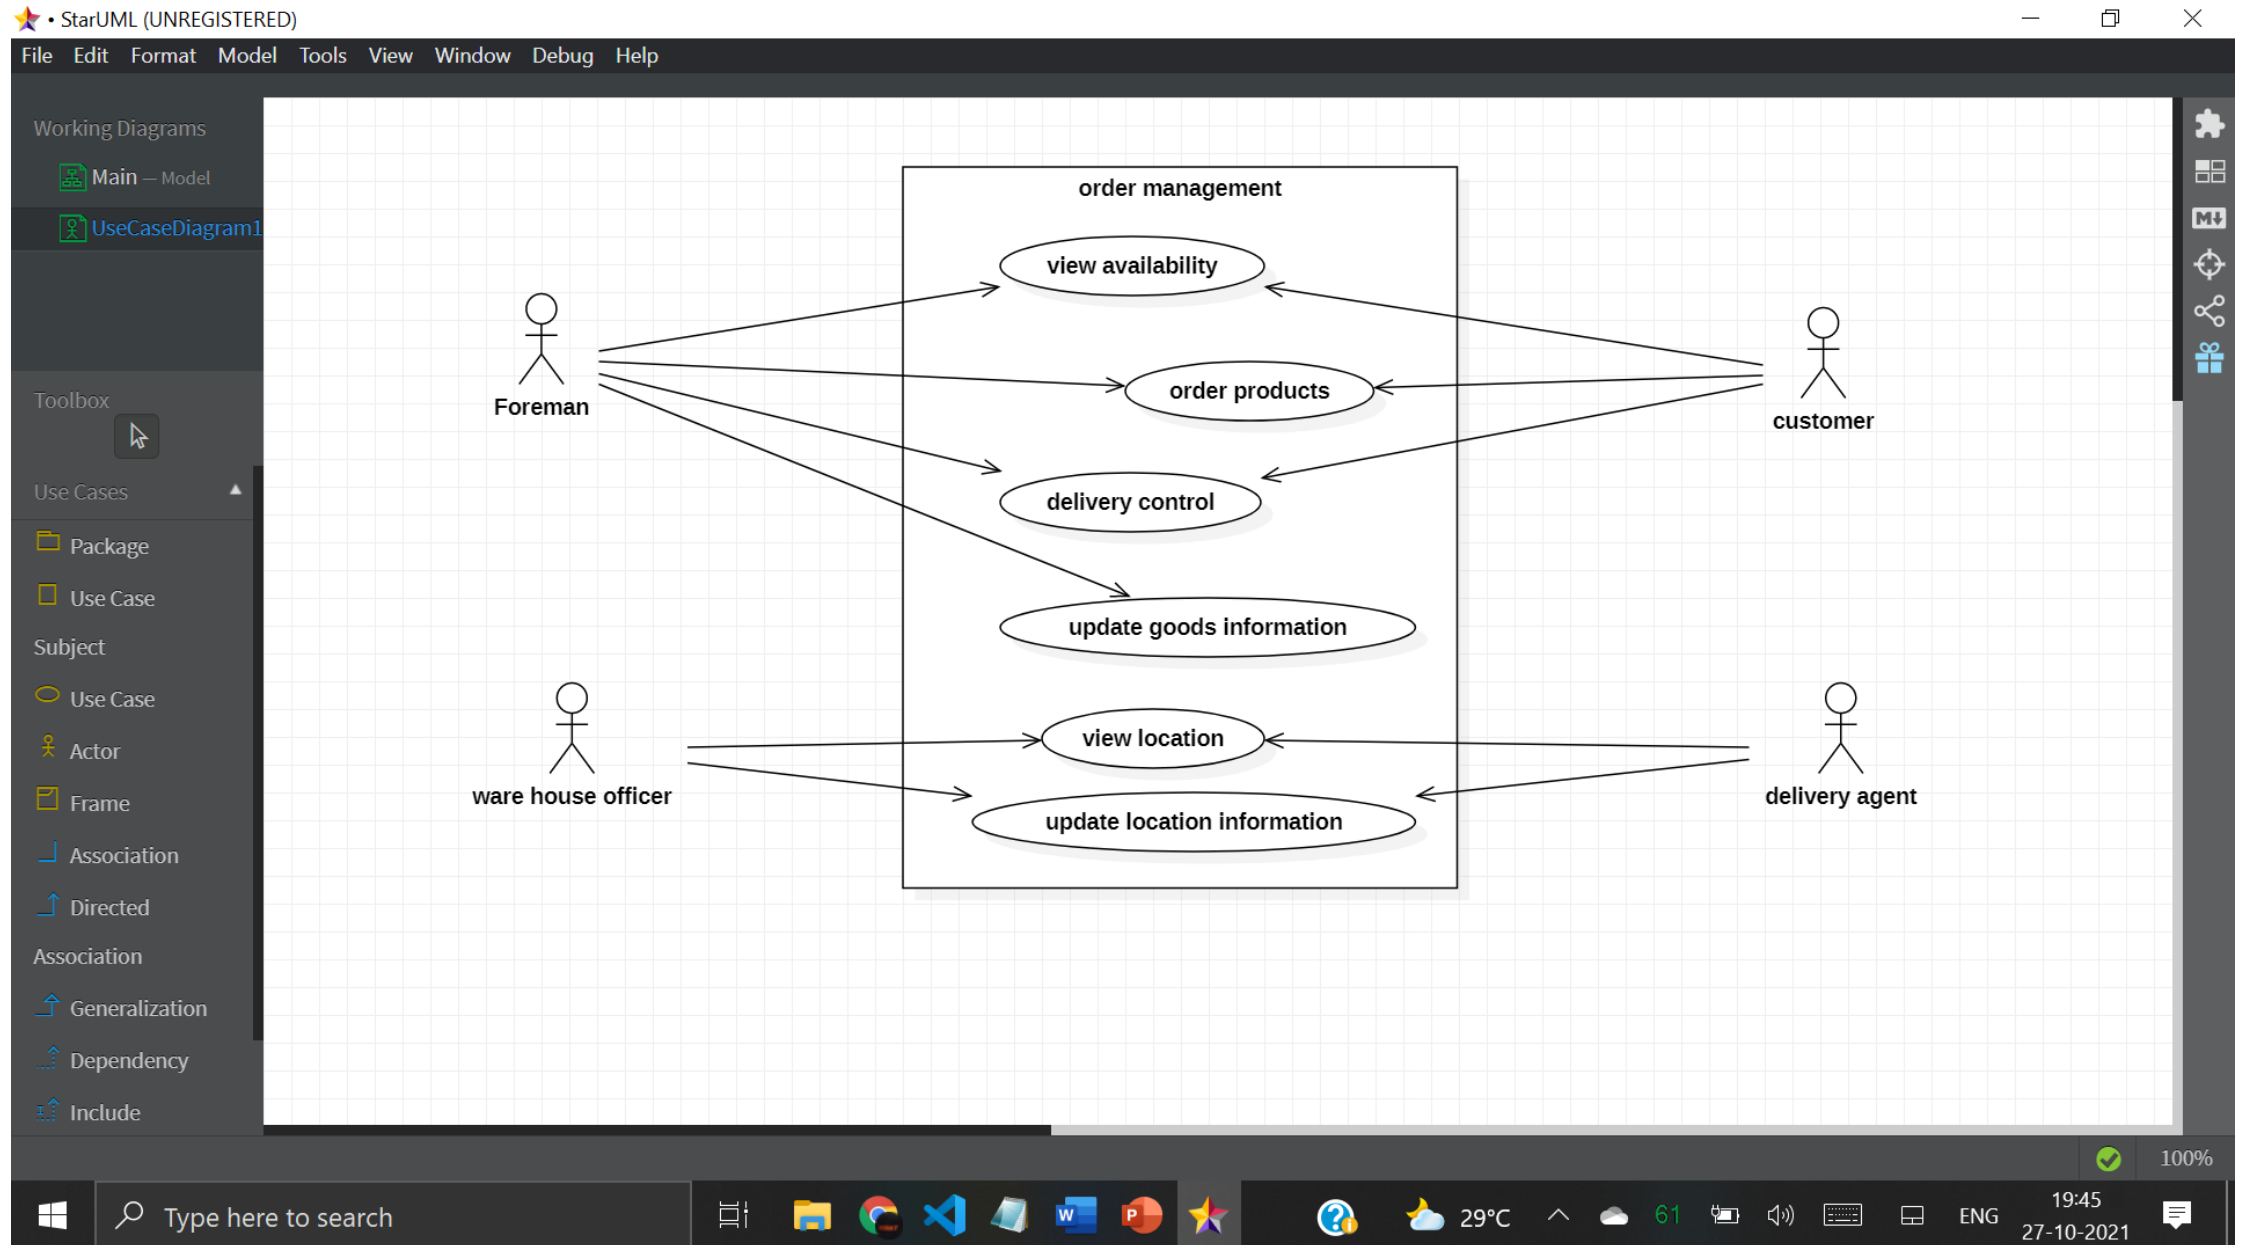 • StarUML (UNREGISTERED)
File Edit Format Model Tools View Window Debug Help
Working Diagrams
Main — Model
UseCaseDiagram1
Toolbox
Use Cases
Package
Use Case
Subject
Use Case
Actor
Frame
Association
Directed
Association
Generalization
Dependency
Include
order management
view availability
order products
delivery control
update goods information
view location
update location information
Foreman
customer
ware house officer
delivery agent
M
100%
Type here to search
W
P
29°C
61
ENG
19:45
27-10-2021